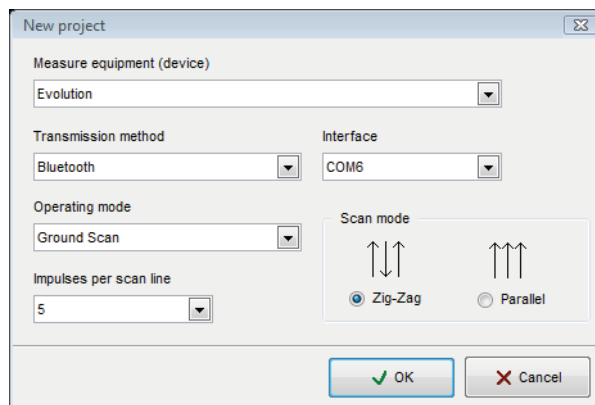 New project
Measure equipment (device)
Evolution
Transmission method
Interface
Bluetooth
COM6
Operating mode
Scan mode
Ground Scan
Impulses per scan line
Zig-Zag
Parallel
5
OK
Cancel